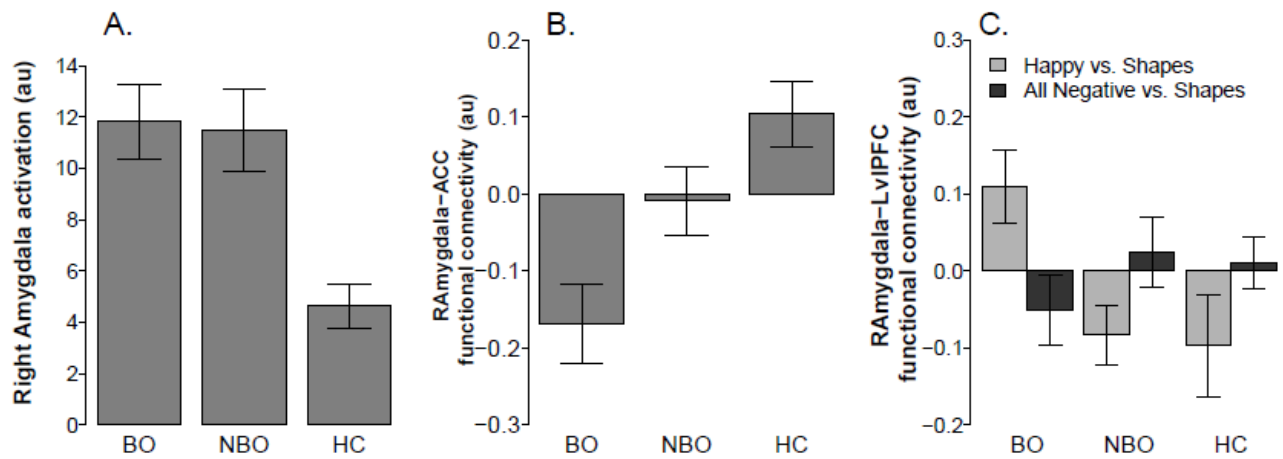 A.
Right Amygdala activation (au)
14
12
10
8
6
4
2
0
BO NBO HC
B.
RAmygdala−ACC
functional connectivity (au)
0.2
0.1
0.0
−0.1
−0.2
−0.3
BO NBO HC
C.
RAmygdala−LvlPFC
functional connectivity (au)
0.3
0.2
0.1
0.0
−0.1
−0.2
Happy vs. Shapes
All Negative vs. Shapes
BO NBO HC